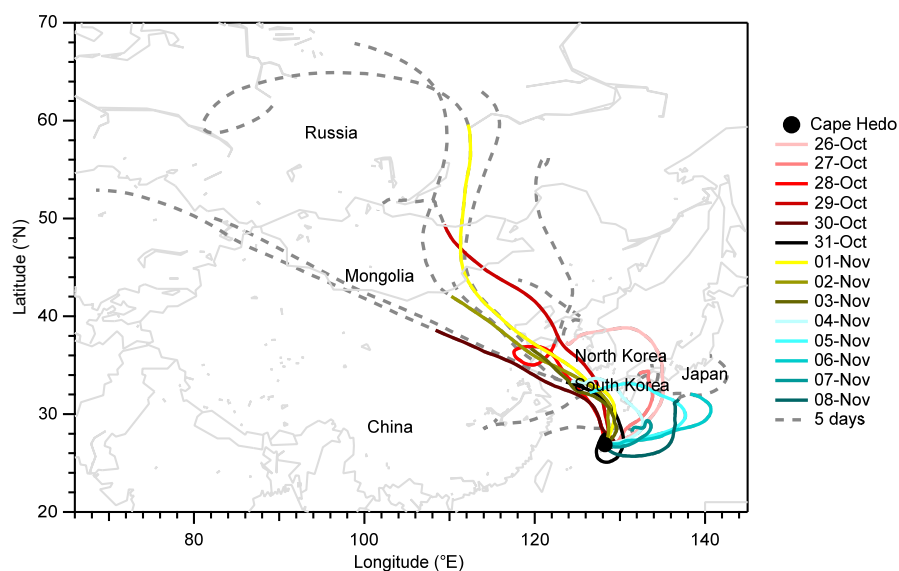 70
60
50
40
30
20
Latitude (°N)
80
100
120
140
Longitude (°E)
Russia
Mongolia
North Korea
South Korea
Japan
China
Cape Hedo
26-Oct
27-Oct
28-Oct
29-Oct
30-Oct
31-Oct
01-Nov
02-Nov
03-Nov
04-Nov
05-Nov
06-Nov
07-Nov
08-Nov
5 days